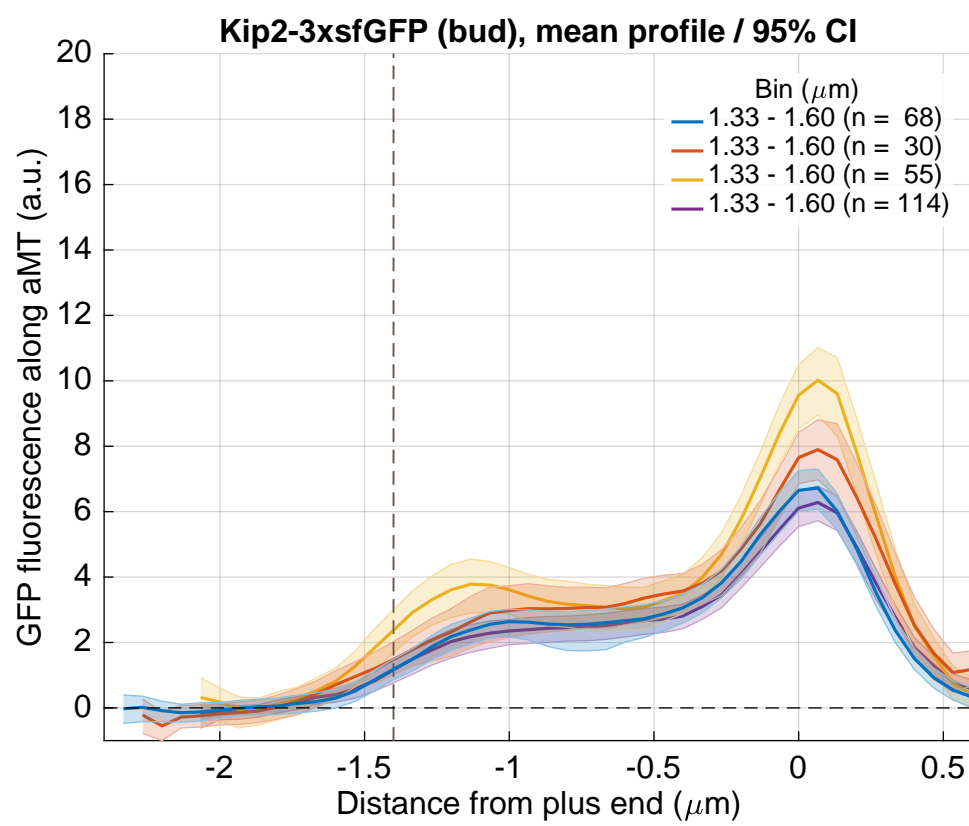 Kip2-3xsfGFP (bud), mean profile / 95% CI
GFP fluorescence along aMT (a.u.)
20
18
16
14
12
10
8
6
4
2
0
Bin (μm)
1.33 - 1.60 (n = 68)
1.33 - 1.60 (n = 30)
1.33 - 1.60 (n = 55)
1.33 - 1.60 (n = 114)
-2 -1.5 -1 -0.5 0 0.5
Distance from plus end (μm)